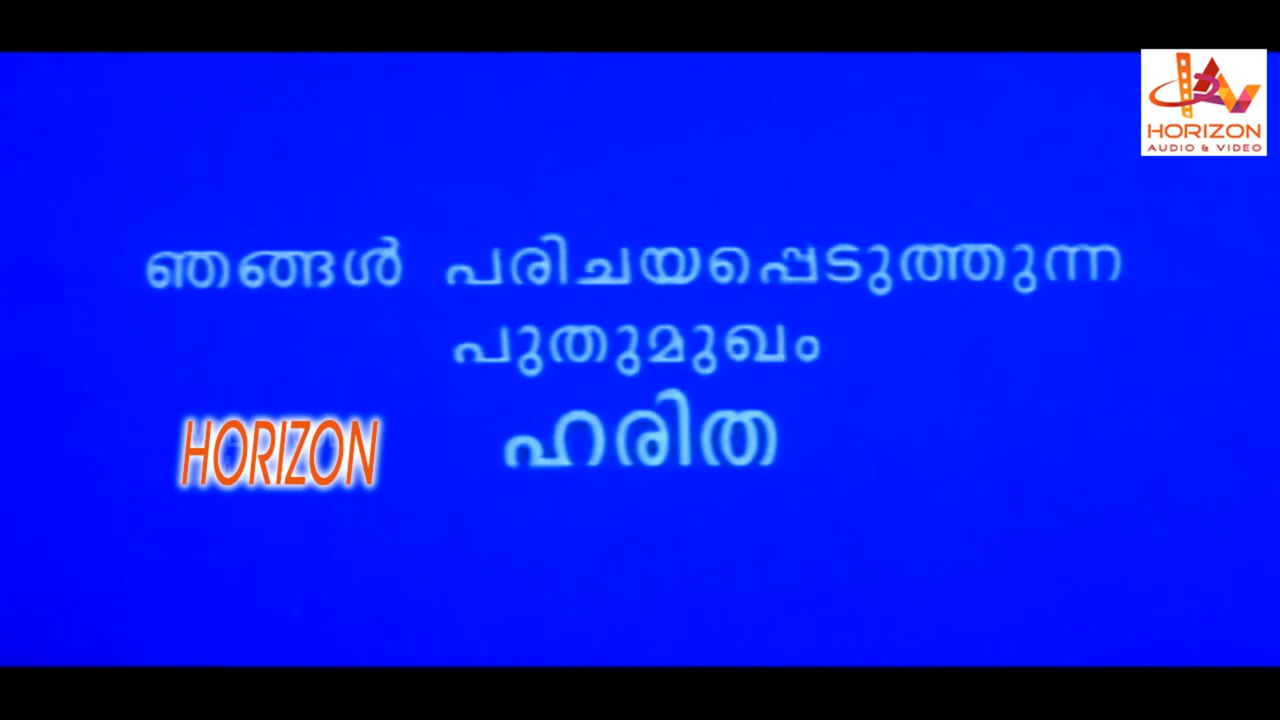 HORIZON
AUDIO & VIDEO
ഞങ്ങൾ പരിചയപ്പെടുത്തുന്ന
പുതുമുഖം
ഹരിത
HORIZON